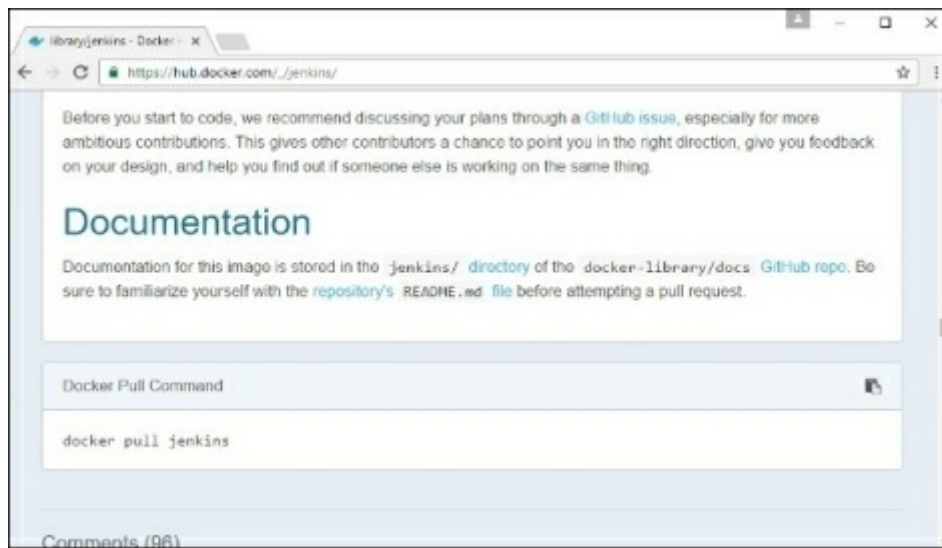 library/jenkins - Docker
https://hub.docker.com/_/jenkins/
Before you start to code, we recommend discussing your plans through a GitHub issue, especially for more
ambitious contributions. This gives other contributors a chance to point you in the right direction, give you feedback
on your design, and help you find out if someone else is working on the same thing.
Documentation
Documentation for this image is stored in the jenkins/ directory of the docker-library/docs GitHub repo. Be
sure to familiarize yourself with the repository's README.md file before attempting a pull request.
Docker Pull Command
docker pull jenkins
Comments (96)